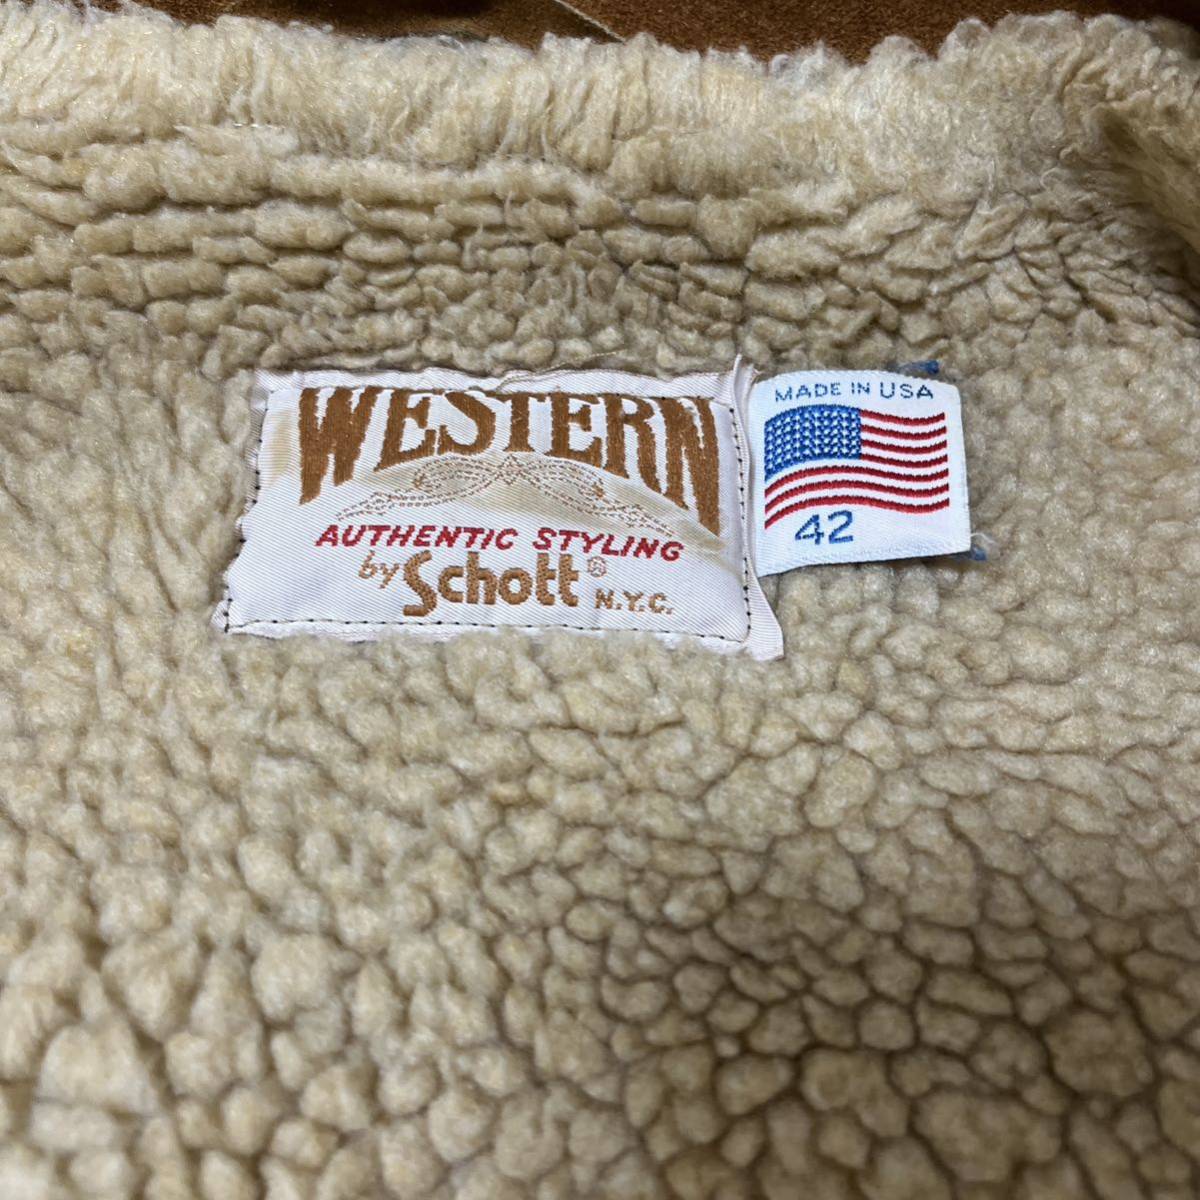 WESTERN
AUTHENTIC STYLING
by Schott® N.Y.C.
MADE IN USA
42